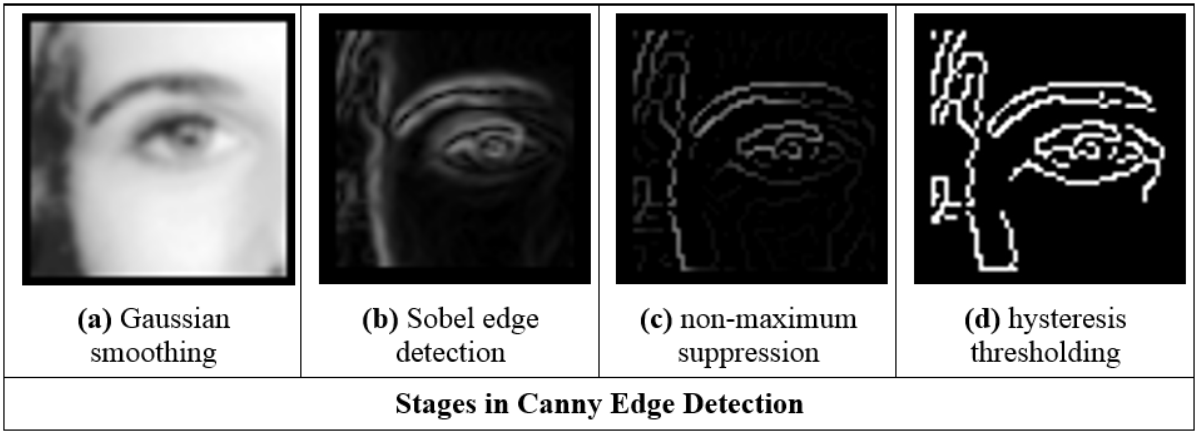 (a) Gaussian
smoothing
(b) Sobel edge
detection
(c) non-maximum
suppression
(d) hysteresis
thresholding
Stages in Canny Edge Detection